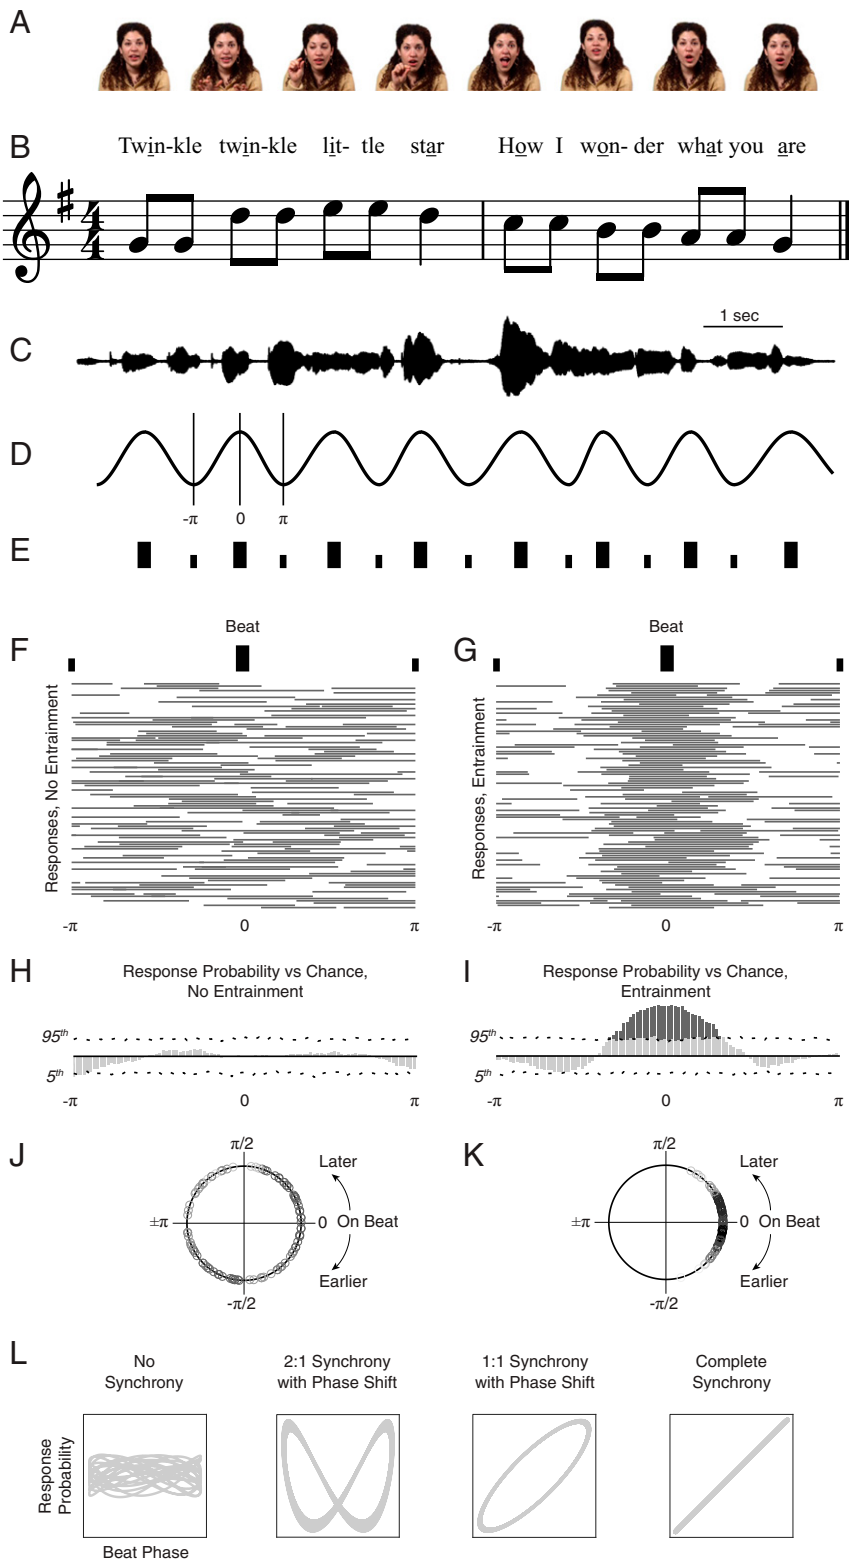 A
B
Twin-kle twin-kle lit- tle star How I won- der what you are
4
4
1 sec
C
D
-π 0 π
E
F
Beat
G
Beat
Responses, No Entrainment
Responses, Entrainment
-π 0 π
-π 0 π
H
Response Probability vs Chance,
No Entrainment
I
Response Probability vs Chance,
Entrainment
95th
5th
-π 0 π
95th
5th
-π 0 π
J
π/2
Later
±π
0 On Beat
Earlier
-π/2
K
π/2
Later
±π
0 On Beat
Earlier
-π/2
L
No
Synchrony
2:1 Synchrony
with Phase Shift
1:1 Synchrony
with Phase Shift
Complete
Synchrony
Response
Probability
Beat Phase